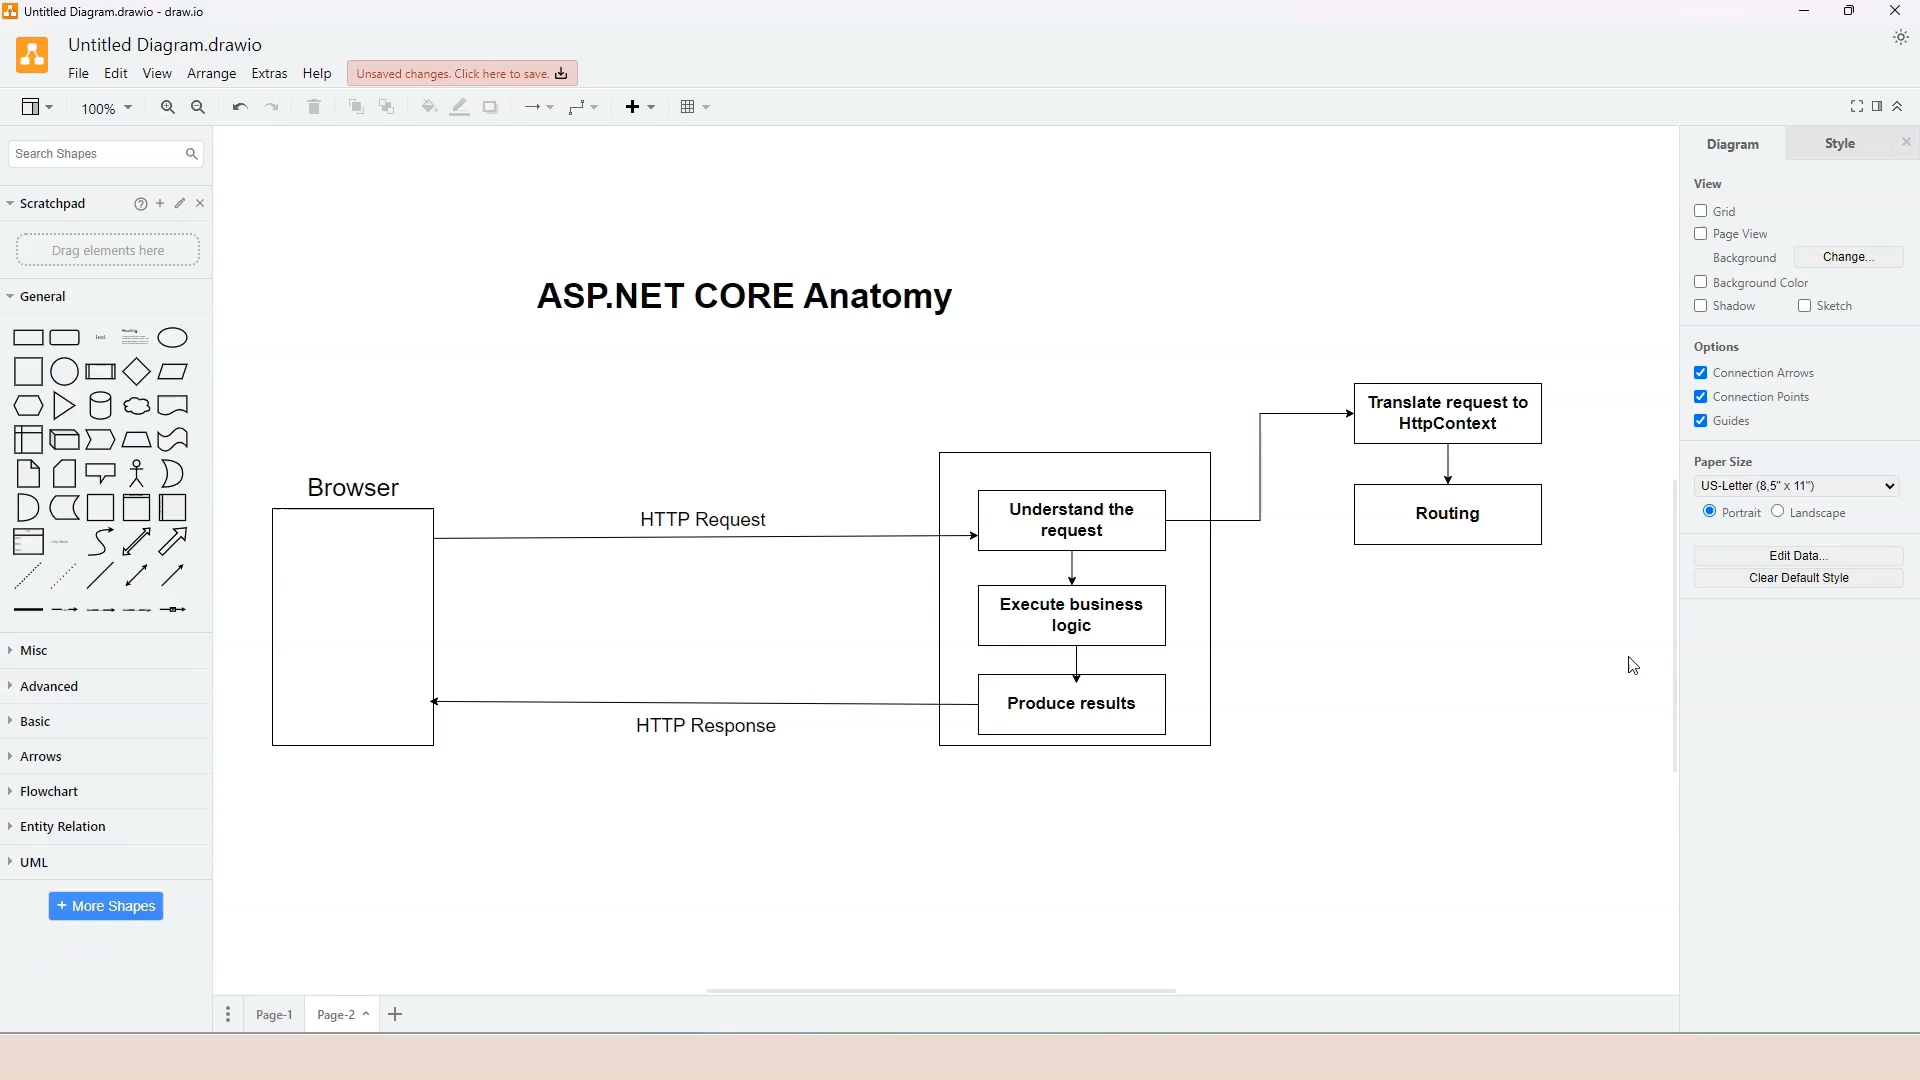 Untitled Diagram.drawio - draw.io
Untitled Diagram.drawio
File Edit View Arrange Extras Help Unsaved changes. Click here to save.
100%
Search Shapes
Scratchpad
Drag elements here
General
Text
Heading
Misc
Advanced
Basic
Arrows
Flowchart
Entity Relation
UML
+ More Shapes
ASP.NET CORE Anatomy
Browser
HTTP Request
HTTP Response
Understand the
request
Execute business
logic
Produce results
Translate request to
HttpContext
Routing
Page-1 Page-2
Diagram Style
View
Grid
Page View
Background Change...
Background Color
Shadow Sketch
Options
Connection Arrows
Connection Points
Guides
Paper Size
US-Letter (8,5" x 11")
Portrait Landscape
Edit Data...
Clear Default Style